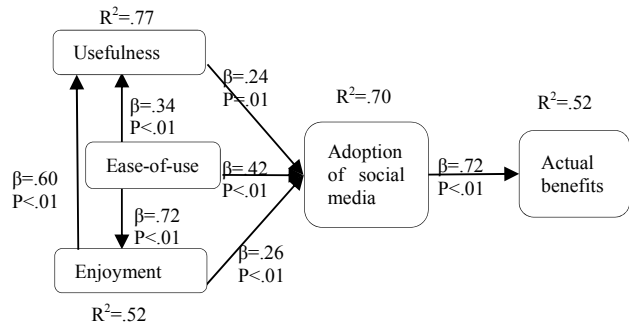 R²=.77
Usefulness
β=.24
P=.01
R²=.70
R²=.52
β=.34
P<.01
Ease-of-use
β=.42
P<.01
Adoption
of social
media
β=.72
P<.01
Actual
benefits
β=.60
P<.01
β=.72
P<.01
Enjoyment
β=.26
P<.01
R²=.52